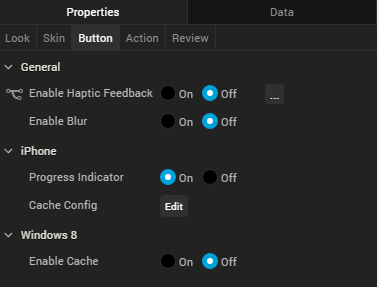 Properties Data
Look Skin Button Action Review
General
Enable Haptic Feedback On Off ...
Enable Blur On Off
iPhone
Progress Indicator On Off
Cache Config Edit
Windows 8
Enable Cache On Off